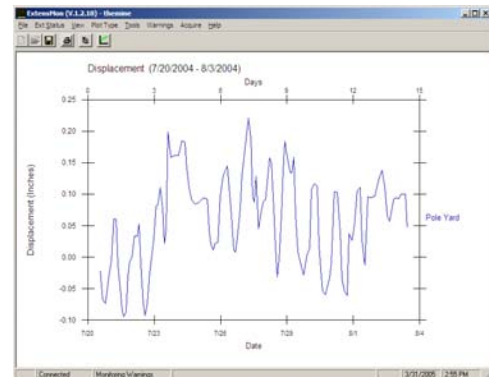 ExtensMon (V.1.2.10) - themine
File Ext Status View Plot Type Tools Warnings Acquire Help
Displacement (7/20/2004 - 8/3/2004)
Days
0 3 6 9 12 15
0.25
0.20
0.15
0.10
0.05
0.00
-0.05
-0.10
Displacement (Inches)
Pole Yard
7/20 7/23 7/26 7/29 8/1 8/4
Date
Connected Monitoring Warnings 3/31/2005 2:55 PM